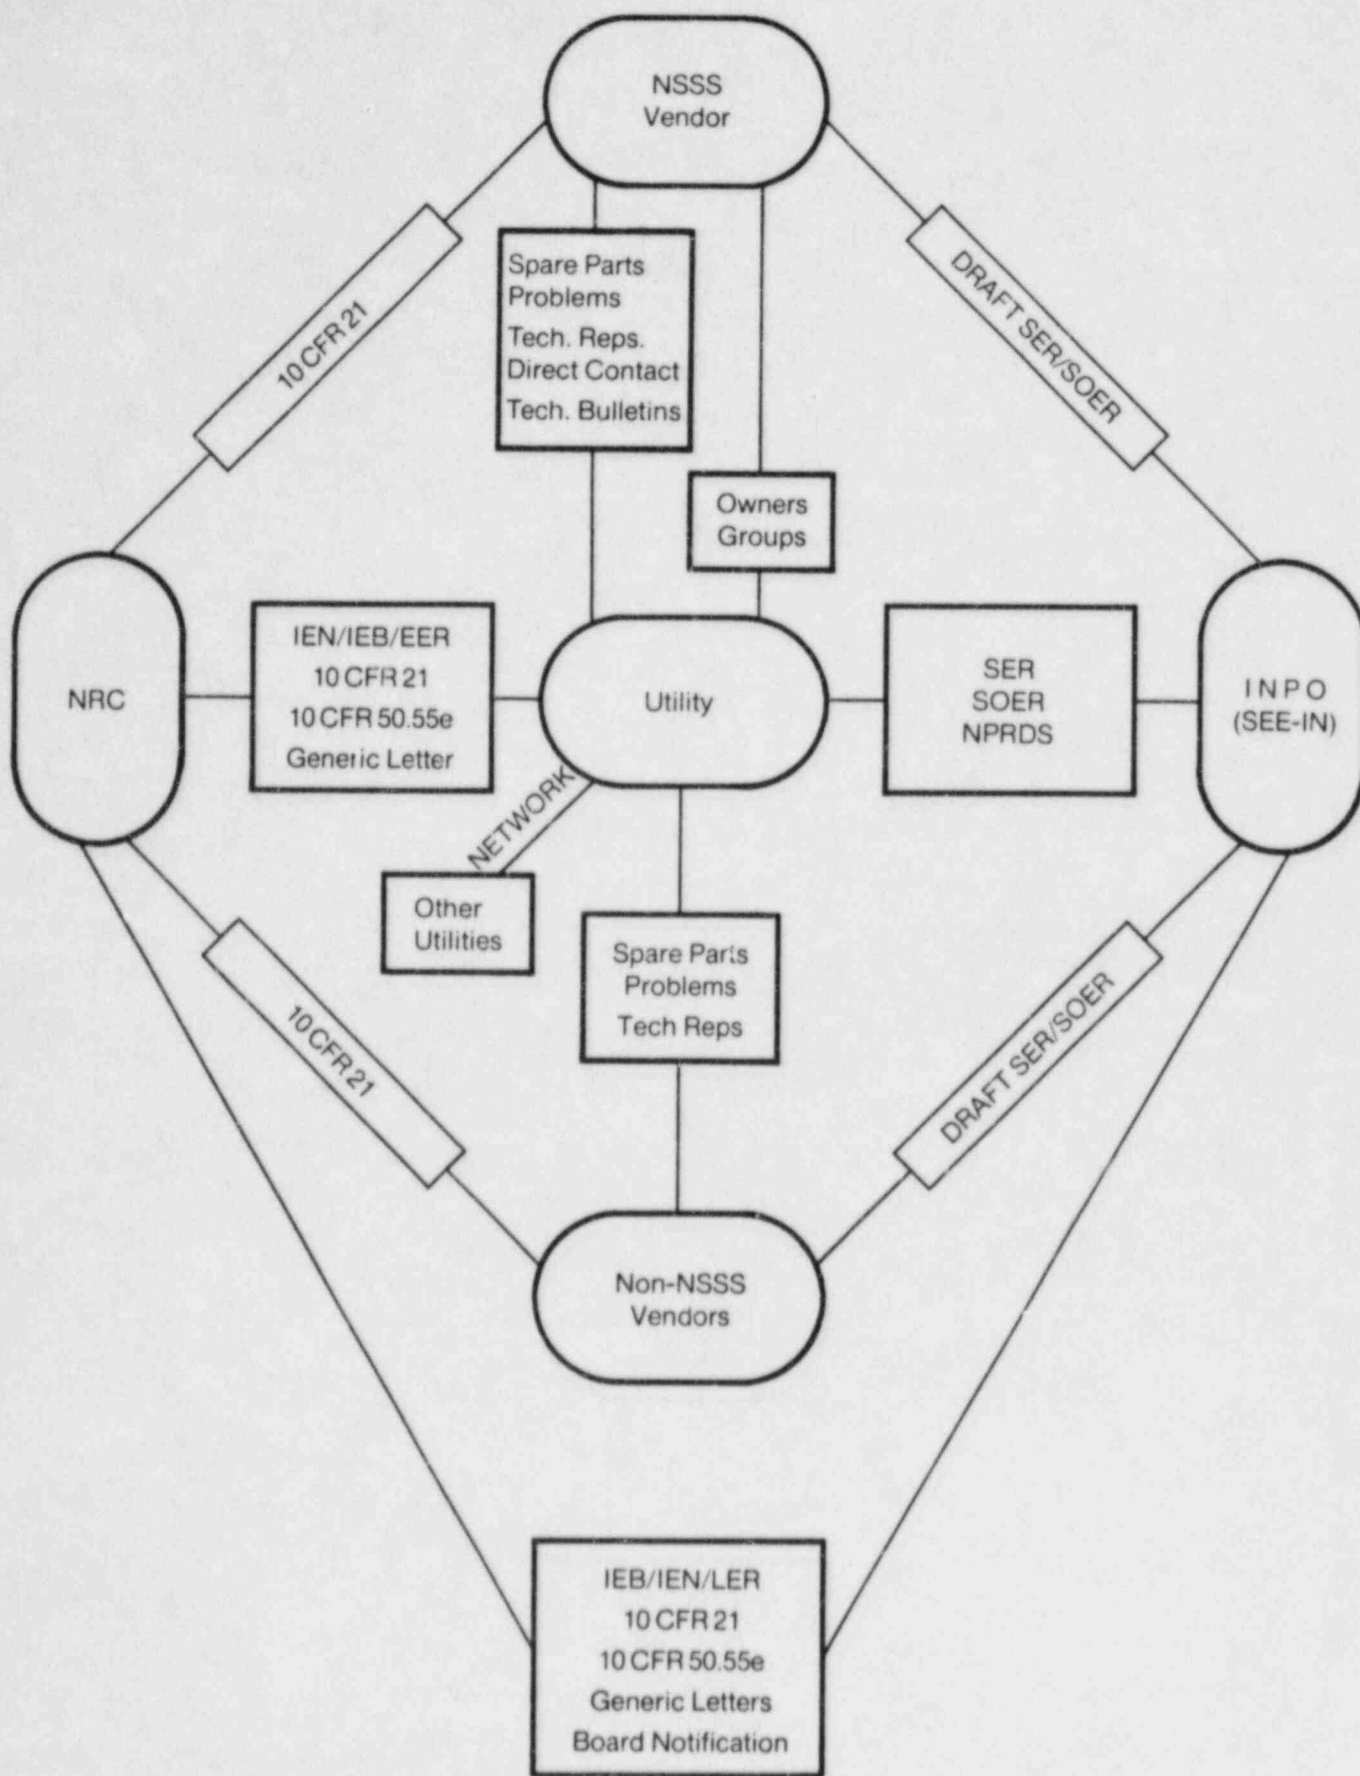 NSSS
Vendor
10 CFR 21
Spare Parts
Problems
Tech. Reps.
Direct Contact
Tech. Bulletins
DRAFT SER/SOER
Owners
Groups
NRC
IEN/IEB/EER
10 CFR 21
10 CFR 50.55e
Generic Letter
Utility
SER
SOER
NPRDS
INPO
(SEE-IN)
NETWORK
Other
Utilities
Spare Parts
Problems
Tech Reps
10 CFR 21
DRAFT SER/SOER
Non-NSSS
Vendors
IEB/IEN/LER
10 CFR 21
10 CFR 50.55e
Generic Letters
Board Notification